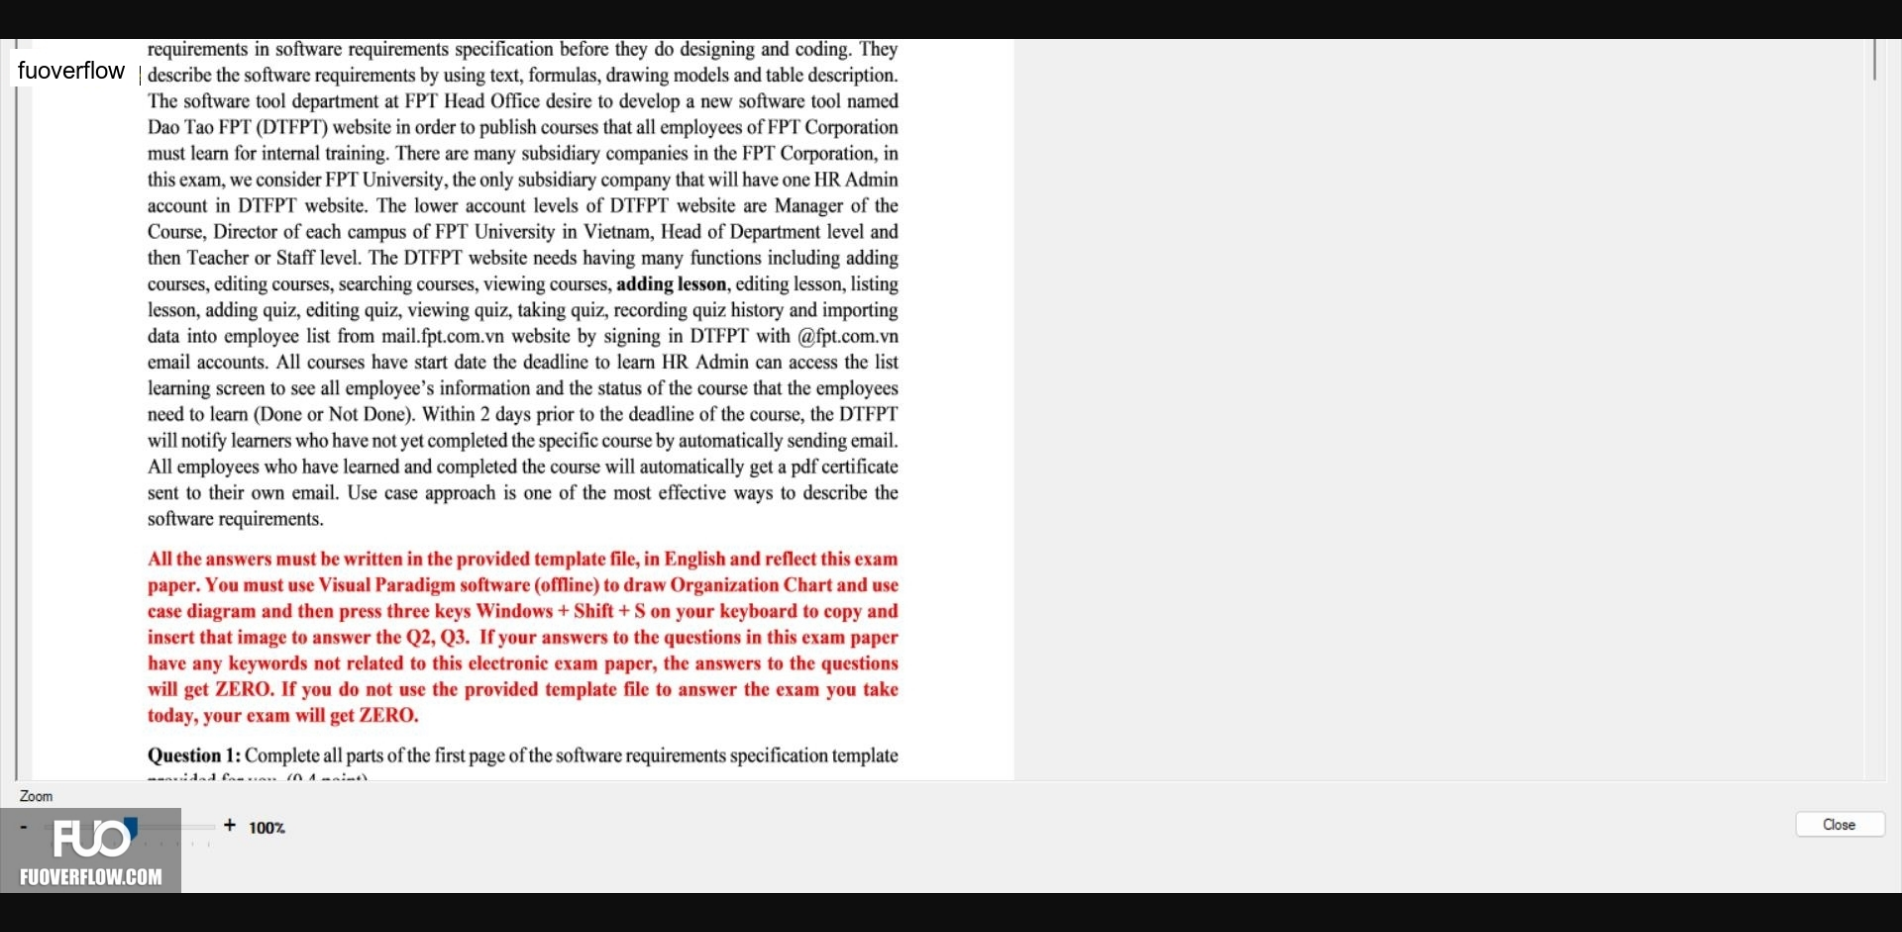 requirements in software requirements specification before they do designing and coding. They
fuoverflow
describe the software requirements by using text, formulas, drawing models and table description.
The software tool department at FPT Head Office desire to develop a new software tool named
Dao Tao FPT (DTFPT) website in order to publish courses that all employees of FPT Corporation
must learn for internal training. There are many subsidiary companies in the FPT Corporation, in
this exam, we consider FPT University, the only subsidiary company that will have one HR Admin
account in DTFPT website. The lower account levels of DTFPT website are Manager of the
Course, Director of each campus of FPT University in Vietnam, Head of Department level and
then Teacher or Staff level. The DTFPT website needs having many functions including adding
courses, editing courses, searching courses, viewing courses, adding lesson, editing lesson, listing
lesson, adding quiz, editing quiz, viewing quiz, taking quiz, recording quiz history and importing
data into employee list from mail.fpt.com.vn website by signing in DTFPT with @fpt.com.vn
email accounts. All courses have start date the deadline to learn HR Admin can access the list
learning screen to see all employee's information and the status of the course that the employees
need to learn (Done or Not Done). Within 2 days prior to the deadline of the course, the DTFPT
will notify learners who have not yet completed the specific course by automatically sending email.
All employees who have learned and completed the course will automatically get a pdf certificate
sent to their own email. Use case approach is one of the most effective ways to describe the
software requirements.
All the answers must be written in the provided template file, in English and reflect this exam
paper. You must use Visual Paradigm software (offline) to draw Organization Chart and use
case diagram and then press three keys Windows + Shift + S on your keyboard to copy and
insert that image to answer the Q2, Q3. If your answers to the questions in this exam paper
have any keywords not related to this electronic exam paper, the answers to the questions
will get ZERO. If you do not use the provided template file to answer the exam you take
today, your exam will get ZERO.
Question 1: Complete all parts of the first page of the software requirements specification template
provided for you. (0.4 point)
Zoom
- + 100%
Close
FUO
FUOVERFLOW.COM